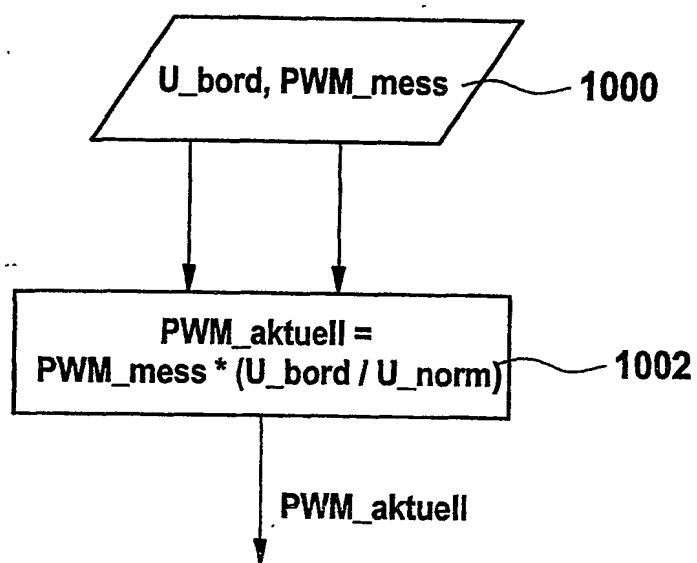 U_bord, PWM_mess
1000
PWM_aktuell =
PWM_mess * (U_bord / U_norm)
1002
PWM_aktuell